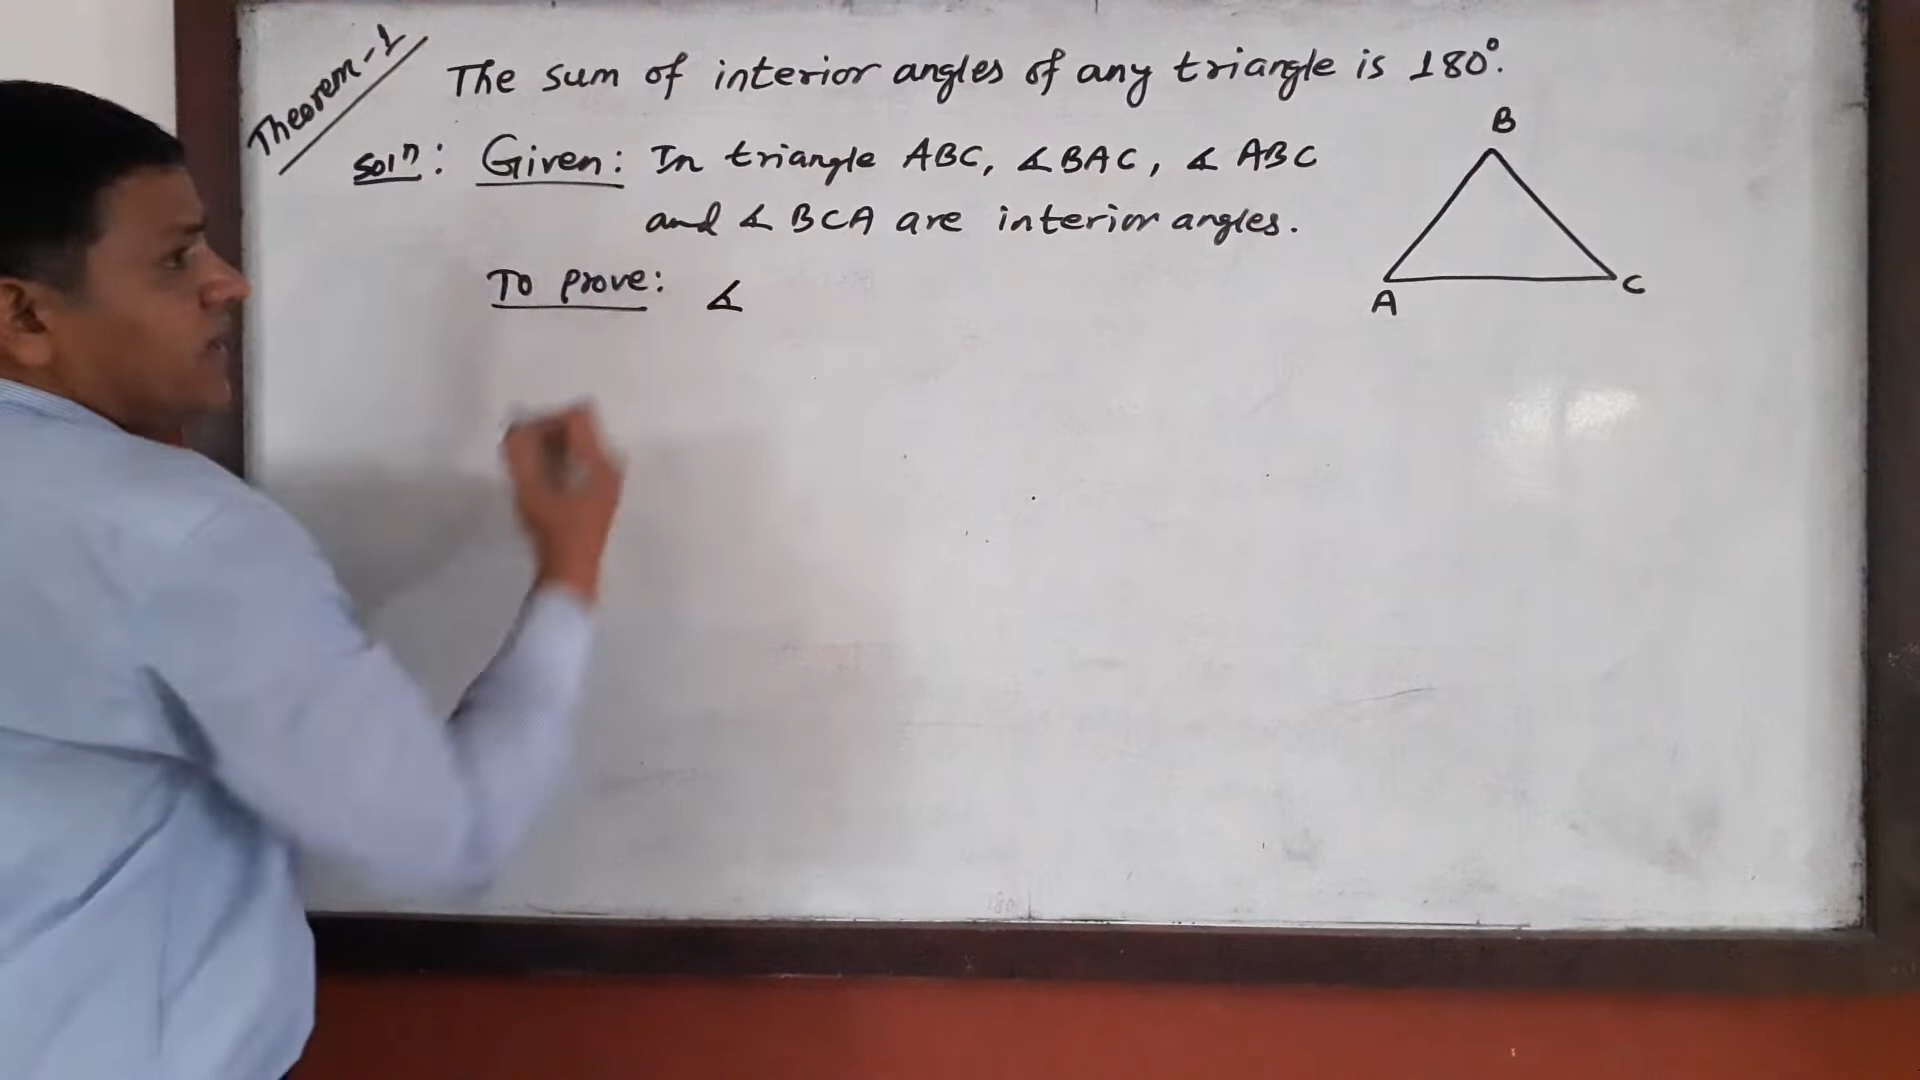 Theorem-1
The sum of interior angles of any triangle is 180°.
Solⁿ: Given: In triangle ABC, ∡BAC, ∡ABC
and ∡BCA are interior angles.
To prove: ∡
B
A
C